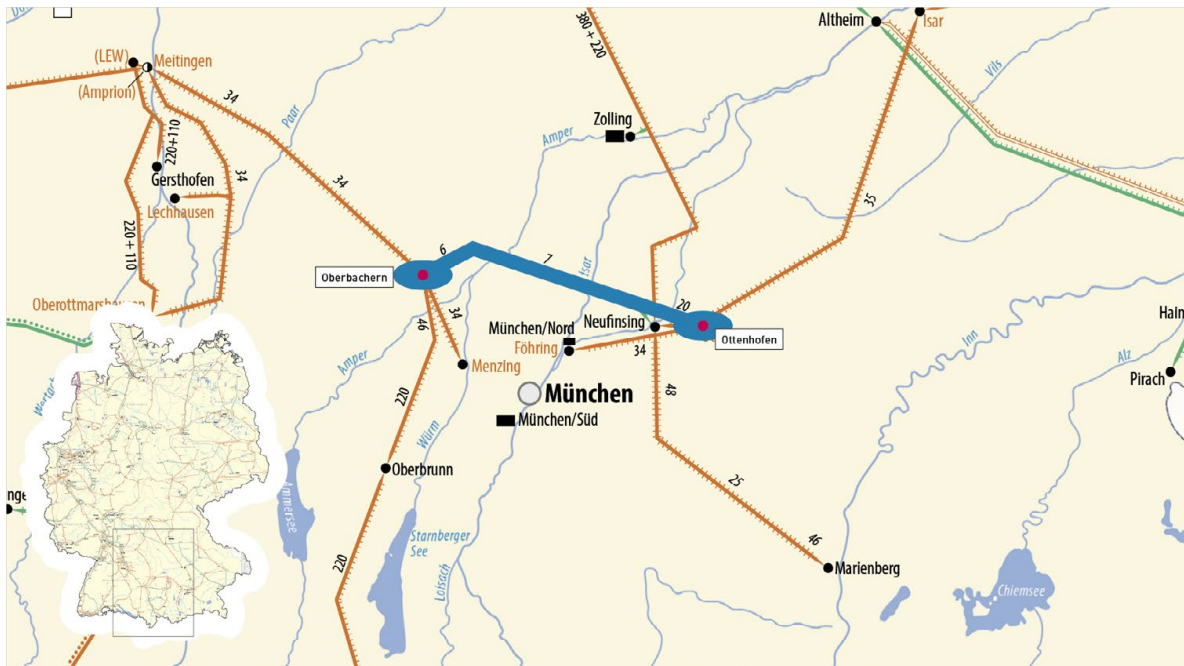 Altheim
Isar
(LEW)
Meitingen
(Amprion)
34
Paar
380 + 220
Vils
Zolling
Amper
220+110
Gersthofen
34
Lechhausen
34
35
220 + 110
6
7
Isar
Oberbachern
Oberottmarshausen
46
34
20
München/Nord
Neufinsing
Föhring
34
Ottenhofen
Inn
Alz
Hain
Pirach
Amper
Menzing
48
München
220
München/Süd
Würm
Oberbrunn
25
Ammersee
Starnberger
See
220
Loisach
46
Marienberg
Chiemsee